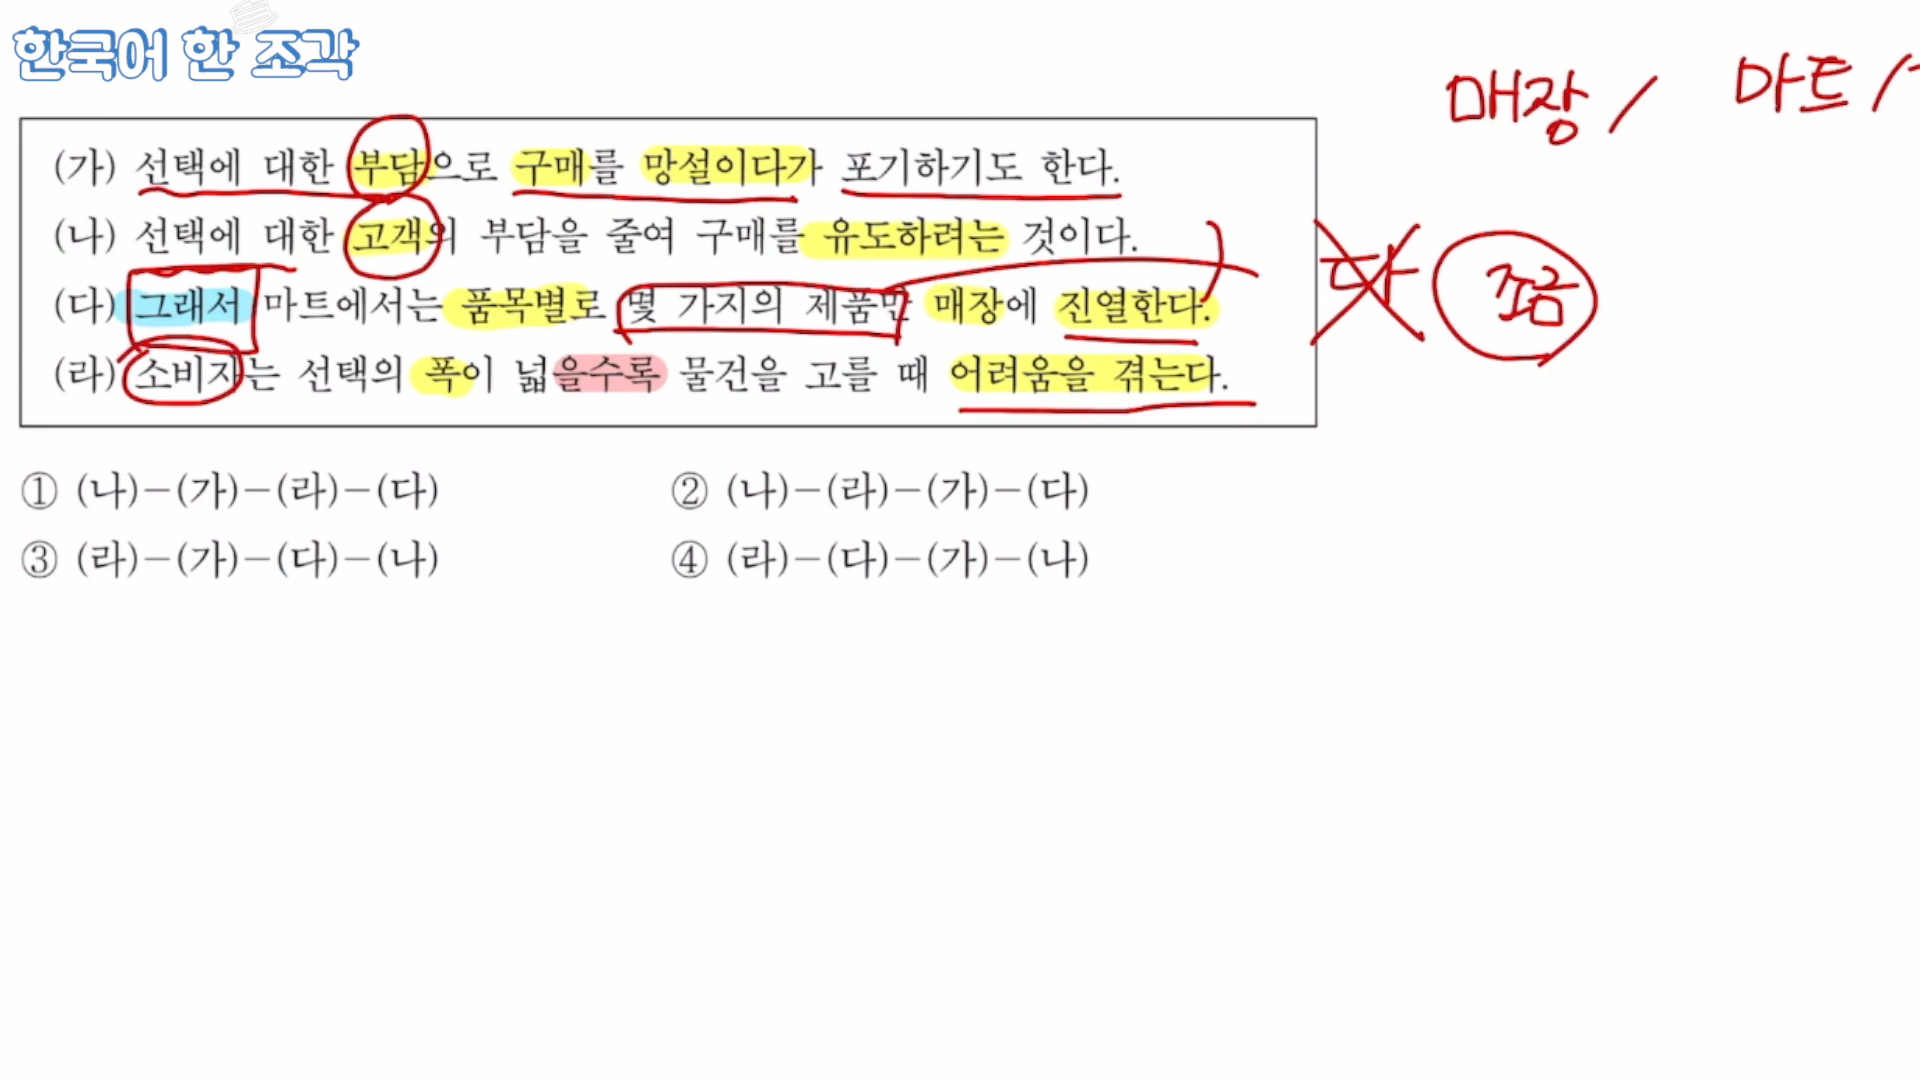 한국어 한 조각
매장 / 마트 /
(가) 선택에 대한 부담으로 구매를 망설이다가 포기하기도 한다.
(나) 선택에 대한 고객의 부담을 줄여 구매를 유도하려는 것이다.
(다) 그래서 마트에서는 품목별로 몇 가지의 제품만 매장에 진열한다.
다 쪼금
(라) 소비자는 선택의 폭이 넓을수록 물건을 고를 때 어려움을 겪는다.
① (나)－(가)－(라)－(다) ② (나)－(라)－(가)－(다)
③ (라)－(가)－(다)－(나) ④ (라)－(다)－(가)－(나)